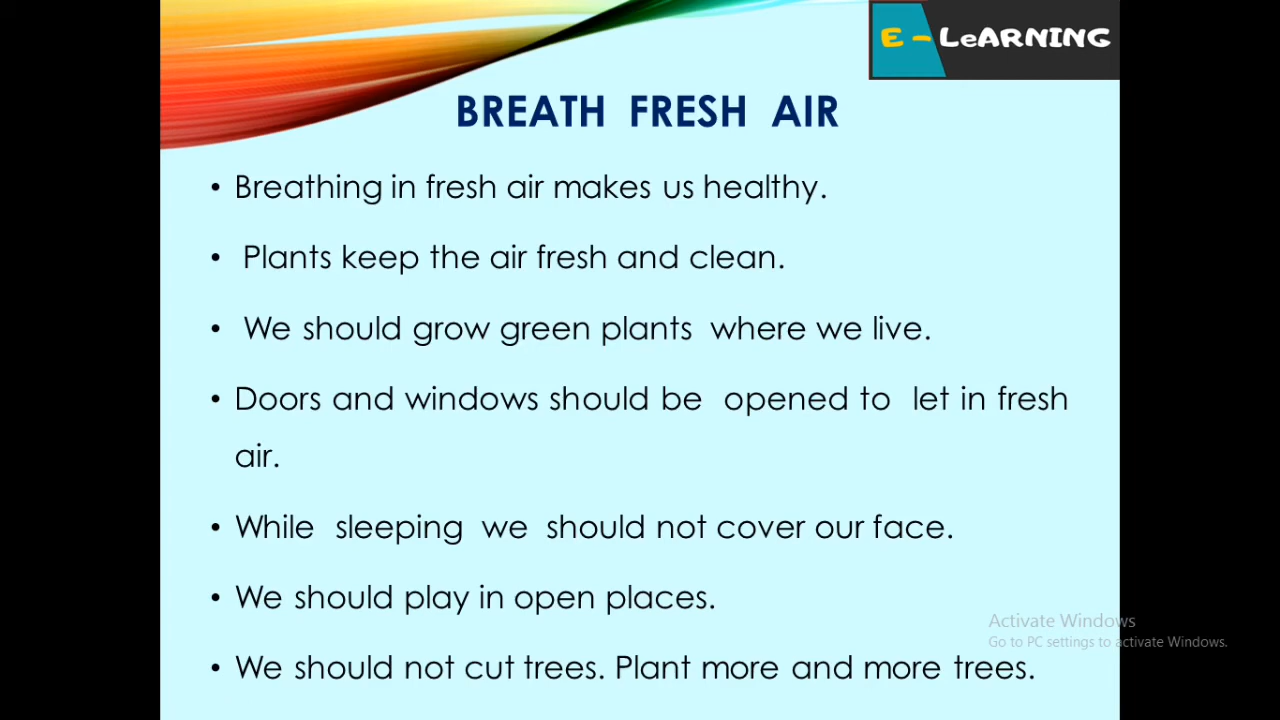 E - LeARNING
BREATH FRESH AIR
• Breathing in fresh air makes us healthy.
• Plants keep the air fresh and clean.
• We should grow green plants where we live.
• Doors and windows should be opened to let in fresh
air.
• While sleeping we should not cover our face.
• We should play in open places.
Activate Windows
Go to PC settings to activate Windows.
• We should not cut trees. Plant more and more trees.